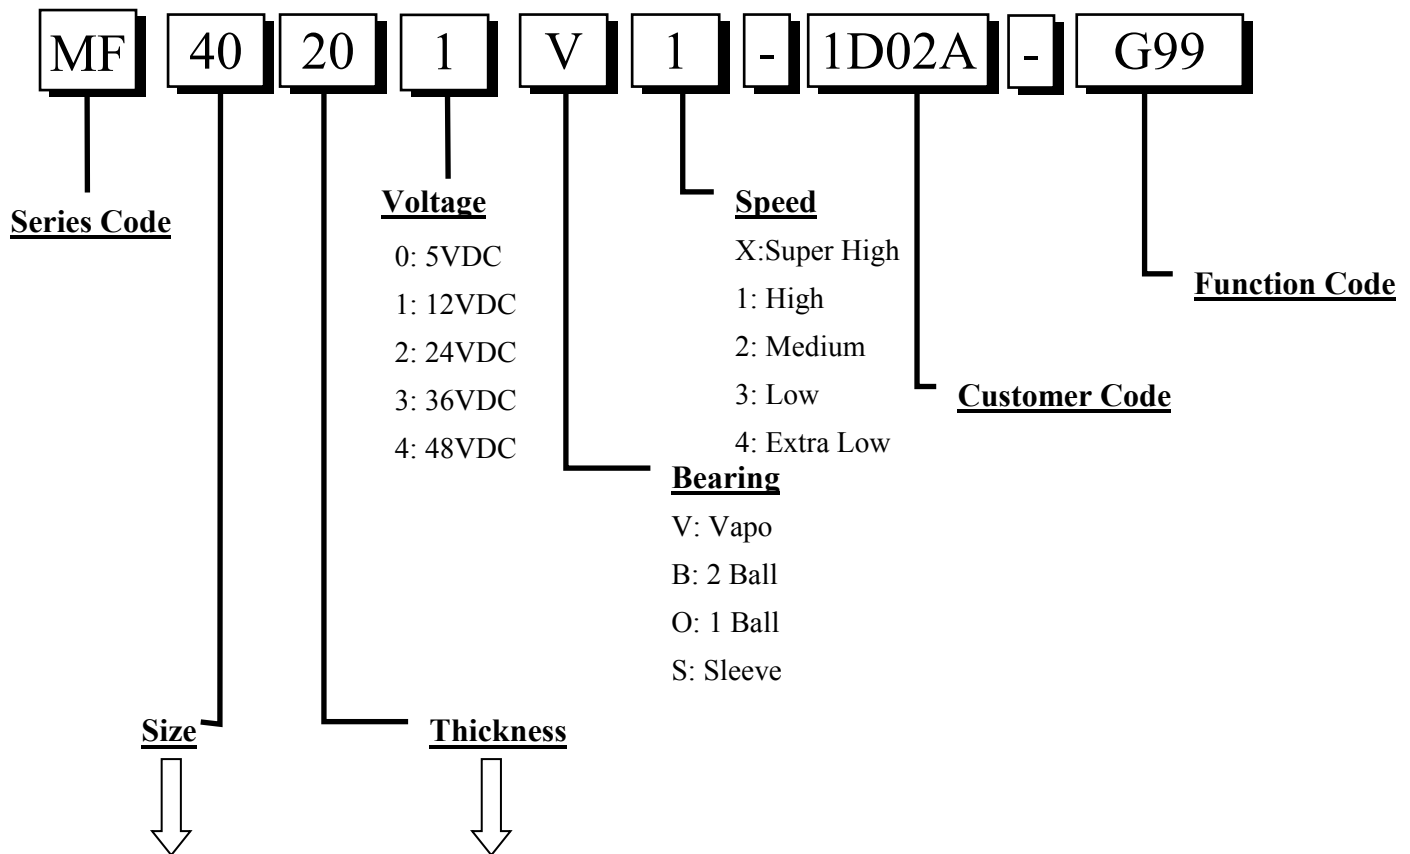 MF 40 20 1 V 1 - 1D02A - G99
Series Code
Voltage
0: 5VDC
1: 12VDC
2: 24VDC
3: 36VDC
4: 48VDC
Speed
X:Super High
1: High
2: Medium
3: Low
4: Extra Low
Function Code
Customer Code
Bearing
V: Vapo
B: 2 Ball
O: 1 Ball
S: Sleeve
Size
Thickness